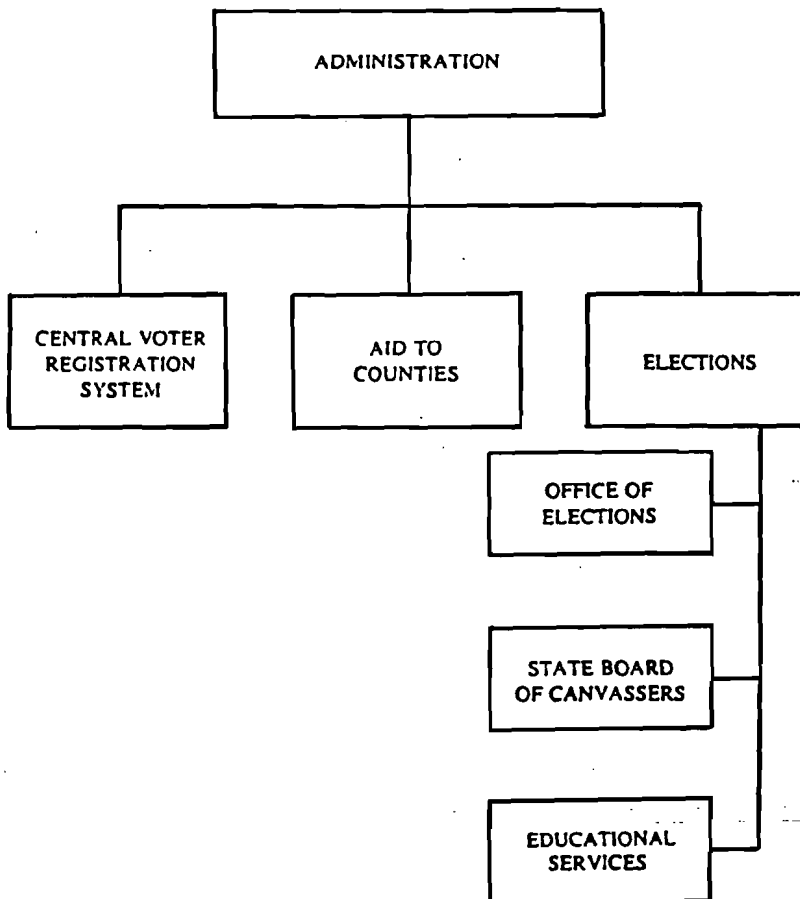 ADMINISTRATION
CENTRAL VOTER
REGISTRATION
SYSTEM
AID TO
COUNTIES
ELECTIONS
OFFICE OF
ELECTIONS
STATE BOARD
OF CANVASSERS
EDUCATIONAL
SERVICES